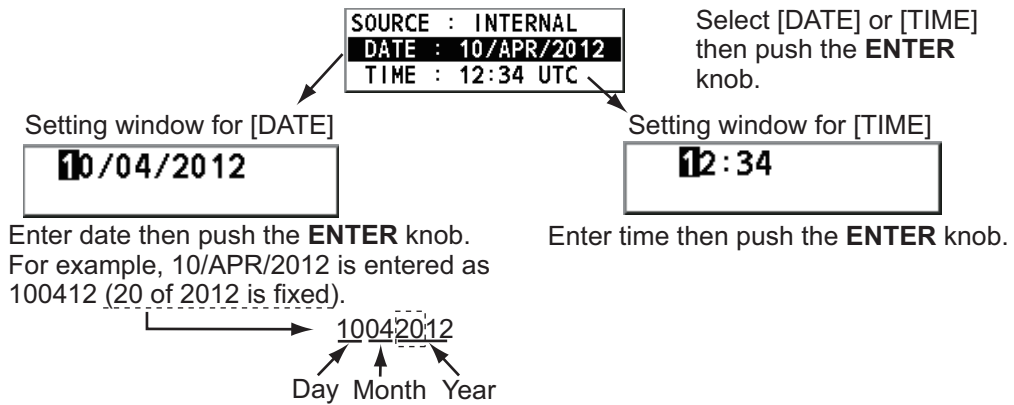 SOURCE : INTERNAL
DATE : 10/APR/2012
TIME : 12:34 UTC
Select [DATE] or [TIME]
then push the ENTER
knob.
Setting window for [DATE]
10/04/2012
Enter date then push the ENTER knob.
For example, 10/APR/2012 is entered as
100412 (20 of 2012 is fixed).
10042012
Day Month Year
Setting window for [TIME]
12:34
Enter time then push the ENTER knob.